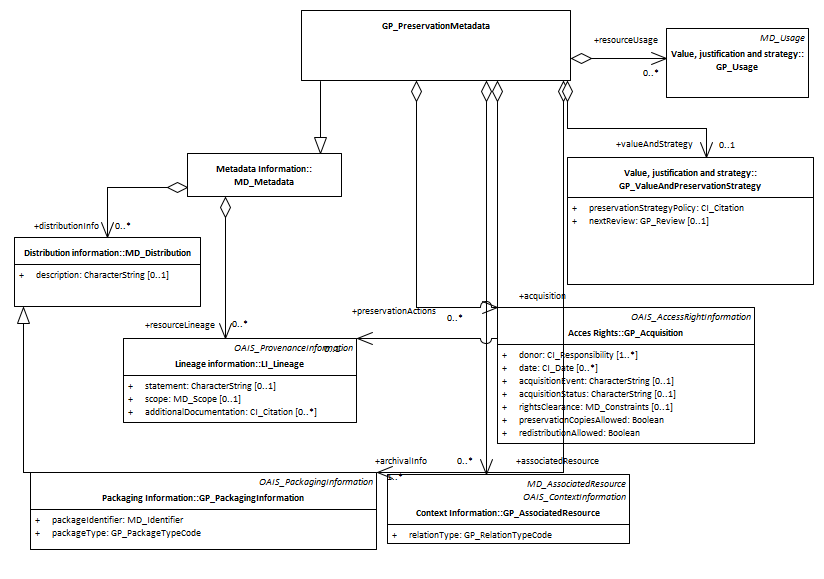 GP_PreservationMetadata
+resourceUsage
0..*
MD_Usage
Value, justification and strategy::
GP_Usage
Metadata Information::
MD_Metadata
+valueAndStrategy
0..1
Value, justification and strategy::
GP_ValueAndPreservationStrategy
+ preservationStrategyPolicy: CI_Citation
+ nextReview: GP_Review [0..1]
+distributionInfo
0..*
Distribution information::MD_Distribution
+ description: CharacterString [0..1]
+resourceLineage
0..*
+preservationActions
0..*
+acquisition
OAIS_ProvenanceInformation
Lineage information::LI_Lineage
+ statement: CharacterString [0..1]
+ scope: MD_Scope [0..1]
+ additionalDocumentation: CI_Citation [0..*]
OAIS_AccessRightInformation
Acces Rights::GP_Acquisition
+ donor: CI_Responsibility [1..*]
+ date: CI_Date [0..*]
+ acquisitionEvent: CharacterString [0..1]
+ acquisitionStatus: CharacterString [0..1]
+ rightsClearance: MD_Constraints [0..1]
+ preservationCopiesAllowed: Boolean
+ redistributionAllowed: Boolean
+archivalInfo
0..*
+associatedResource
OAIS_PackagingInformation
Packaging Information::GP_PackagingInformation
+ packageIdentifier: MD_Identifier
+ packageType: GP_PackageTypeCode
MD_AssociatedResource
OAIS_ContextInformation
Context Information::GP_AssociatedResource
+ relationType: GP_RelationTypeCode